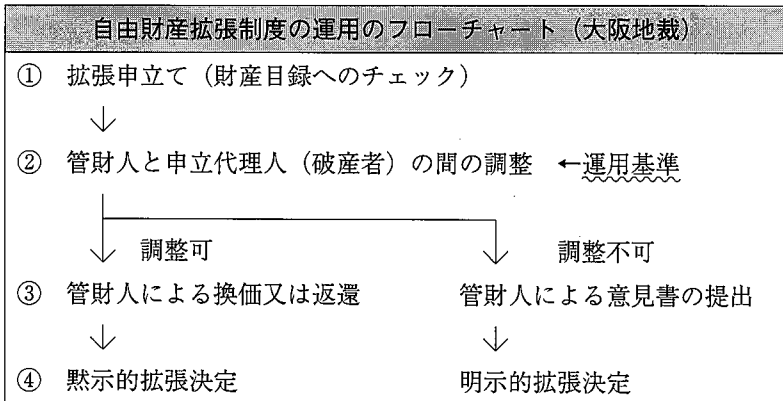 自由財産拡張制度の運用のフローチャート（大阪地裁）
① 拡張申立て（財産目録へのチェック）
② 管財人と申立代理人（破産者）の間の調整 ←運用基準
調整可 調整不可
③ 管財人による換価又は返還 管財人による意見書の提出
④ 黙示的拡張決定 明示的拡張決定